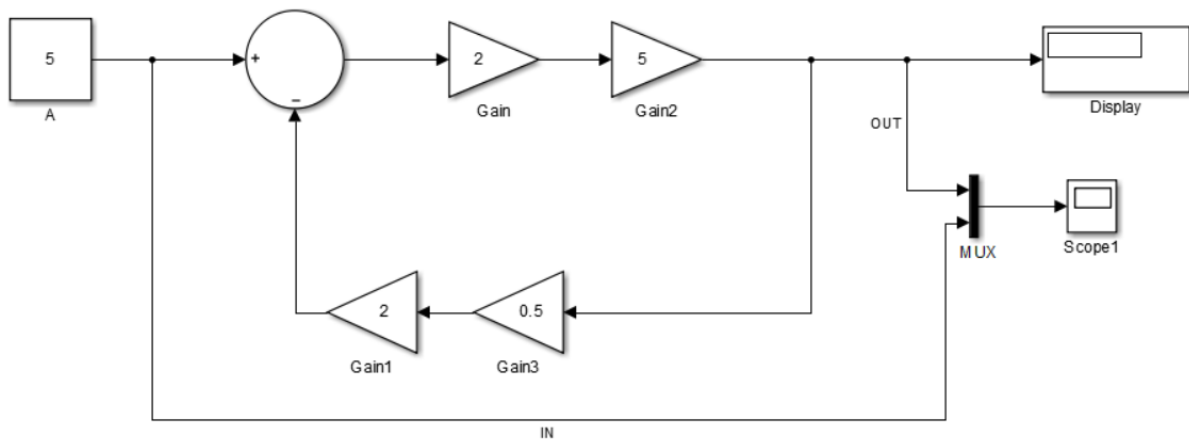 5
A
+
−
2
Gain
5
Gain2
OUT
Display
MUX
Scope1
2
Gain1
0.5
Gain3
IN